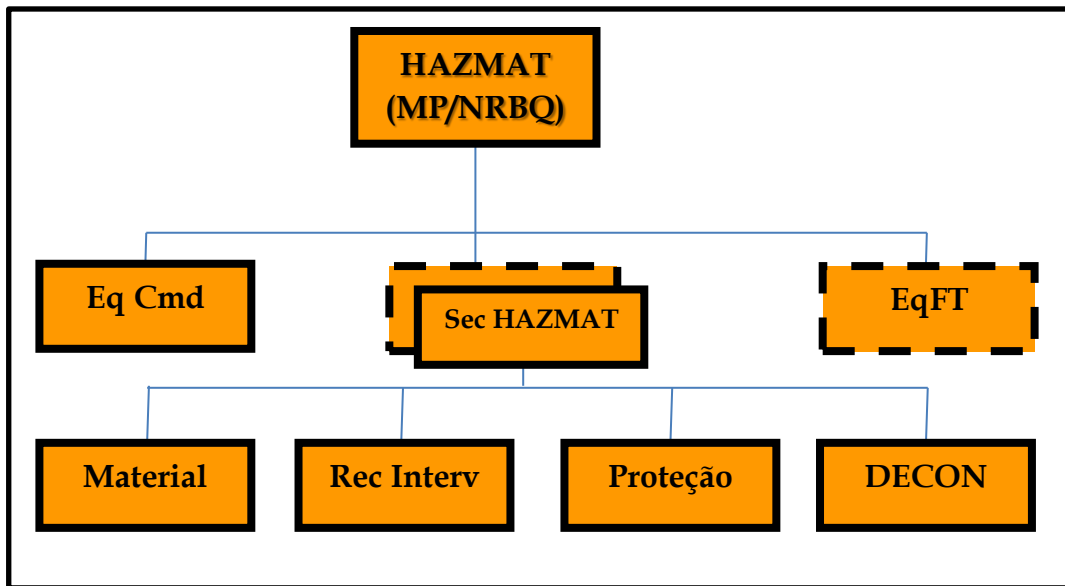 HAZMAT
(MP/NRBQ)
Eq Cmd
Sec HAZMAT
EqFT
Material
Rec Interv
Proteção
DECON